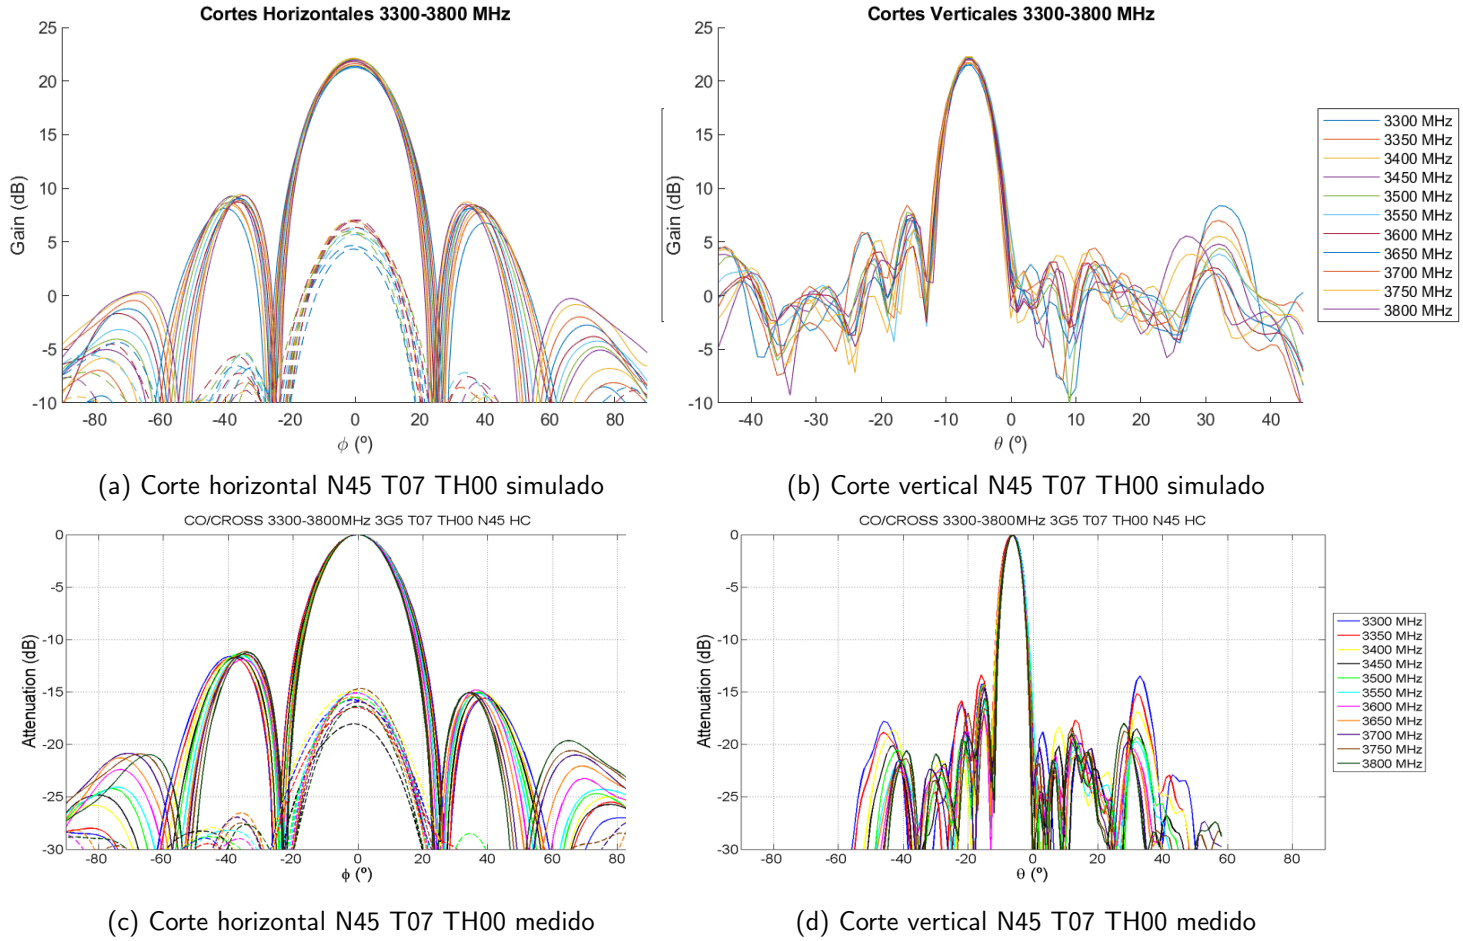 Cortes Horizontales 3300-3800 MHz
25
20
15
10
5
0
-5
-10
Gain (dB)
-80 -60 -40 -20 0 20 40 60 80
ϕ (º)
(a) Corte horizontal N45 T07 TH00 simulado
Cortes Verticales 3300-3800 MHz
25
20
15
10
5
0
-5
-10
Gain (dB)
-40 -30 -20 -10 0 10 20 30 40
θ (º)
3300 MHz
3350 MHz
3400 MHz
3450 MHz
3500 MHz
3550 MHz
3600 MHz
3650 MHz
3700 MHz
3750 MHz
3800 MHz
(b) Corte vertical N45 T07 TH00 simulado
CO/CROSS 3300-3800MHz 3G5 T07 TH00 N45 HC
0
-5
-10
-15
-20
-25
-30
Attenuation (dB)
-80 -60 -40 -20 0 20 40 60 80
ϕ (º)
(c) Corte horizontal N45 T07 TH00 medido
CO/CROSS 3300-3800MHz 3G5 T07 TH00 N45 HC
0
-5
-10
-15
-20
-25
-30
Attenuation (dB)
-80 -60 -40 -20 0 20 40 60 80
θ (º)
3300 MHz
3350 MHz
3400 MHz
3450 MHz
3500 MHz
3550 MHz
3600 MHz
3650 MHz
3700 MHz
3750 MHz
3800 MHz
(d) Corte vertical N45 T07 TH00 medido